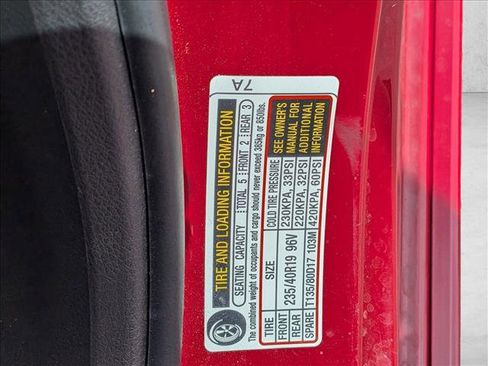 7A
TIRE AND LOADING INFORMATION
SEATING CAPACITY TOTAL 5 FRONT 2 REAR 3
The combined weight of occupants and cargo should never exceed 385kg or 850lbs.
TIRE SIZE COLD TIRE PRESSURE
FRONT 235/40R19 96V 230KPA, 33PSI
REAR 220KPA, 32PSI
SPARE T135/80D17 103M 420KPA, 60PSI
SEE OWNER'S
MANUAL FOR
ADDITIONAL
INFORMATION